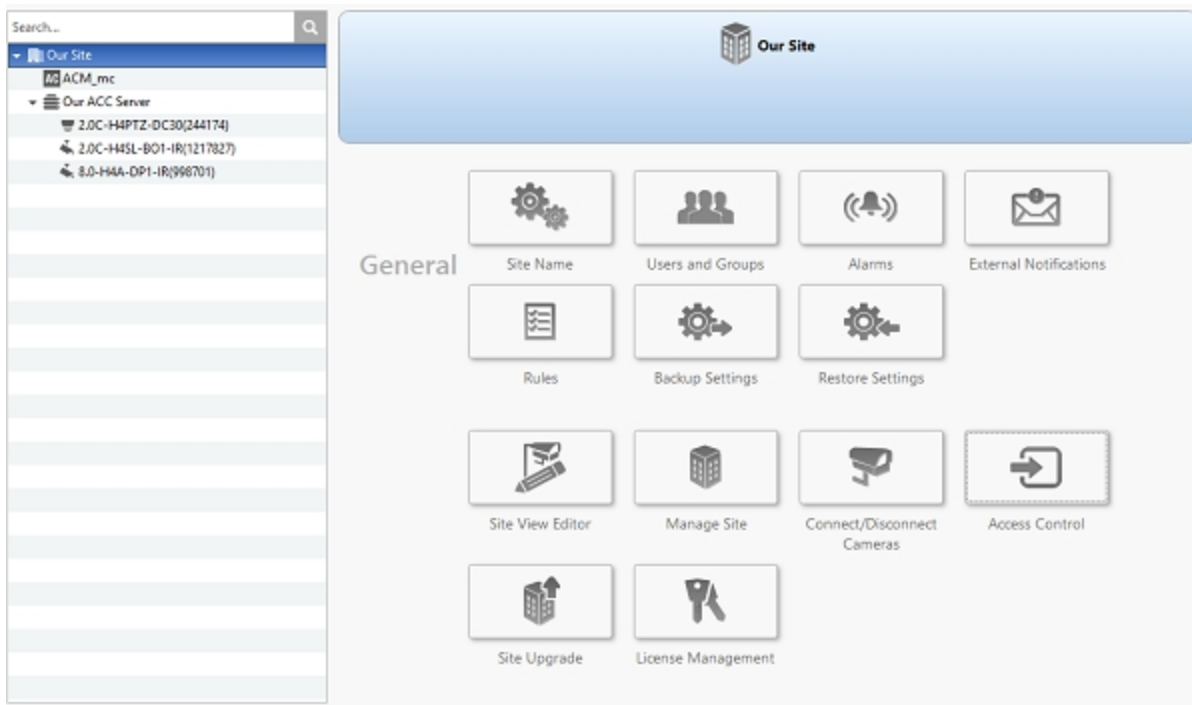 Search...
Our Site
ACM_mc
Our ACC Server
2.0C-H4PTZ-DC30(244174)
2.0C-H4SL-BO1-IR(1217827)
8.0-H4A-DP1-IR(998701)
Our Site
General
Site Name
Users and Groups
Alarms
External Notifications
Rules
Backup Settings
Restore Settings
Site View Editor
Manage Site
Connect/Disconnect
Cameras
Access Control
Site Upgrade
License Management